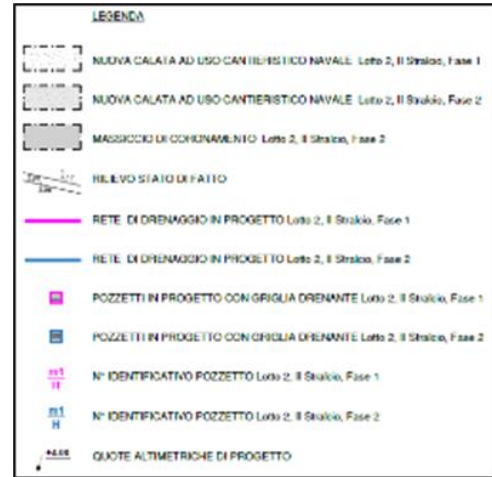 LEGENDA
NUOVA CALATA AD USO CANTIERISTICO NAVALE Lotto 2, II Stralcio, Fase 1
NUOVA CALATA AD USO CANTIERISTICO NAVALE Lotto 2, II Stralcio, Fase 2
MASSICCIO DI CORONAMENTO Lotto 2, II Stralcio, Fase 2
RILIEVO STATO DI FATTO
RETE DI DRENAGGIO IN PROGETTO Lotto 2, II Stralcio, Fase 1
RETE DI DRENAGGIO IN PROGETTO Lotto 2, II Stralcio, Fase 2
POZZETTI IN PROGETTO CON GRIGLIA DRENANTE Lotto 2, II Stralcio, Fase 1
POZZETTI IN PROGETTO CON GRIGLIA DRENANTE Lotto 2, II Stralcio, Fase 2
m1
N° IDENTIFICATIVO POZZETTO Lotto 2, II Stralcio, Fase 1
m1
H
N° IDENTIFICATIVO POZZETTO Lotto 2, II Stralcio, Fase 2
QUOTE ALTIMETRICHE DI PROGETTO